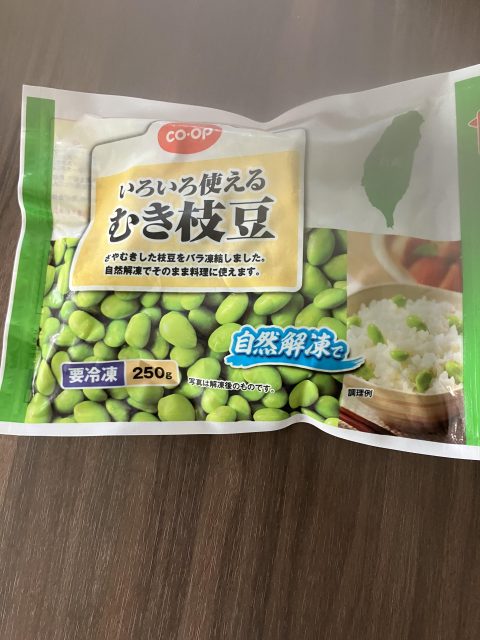 CO·OP
いろいろ使える
むき枝豆
さやむきした枝豆をバラ凍結しました。
自然解凍でそのまま料理に使えます。
自然解凍で
要冷凍 250g
写真は解凍後のものです。
調理例